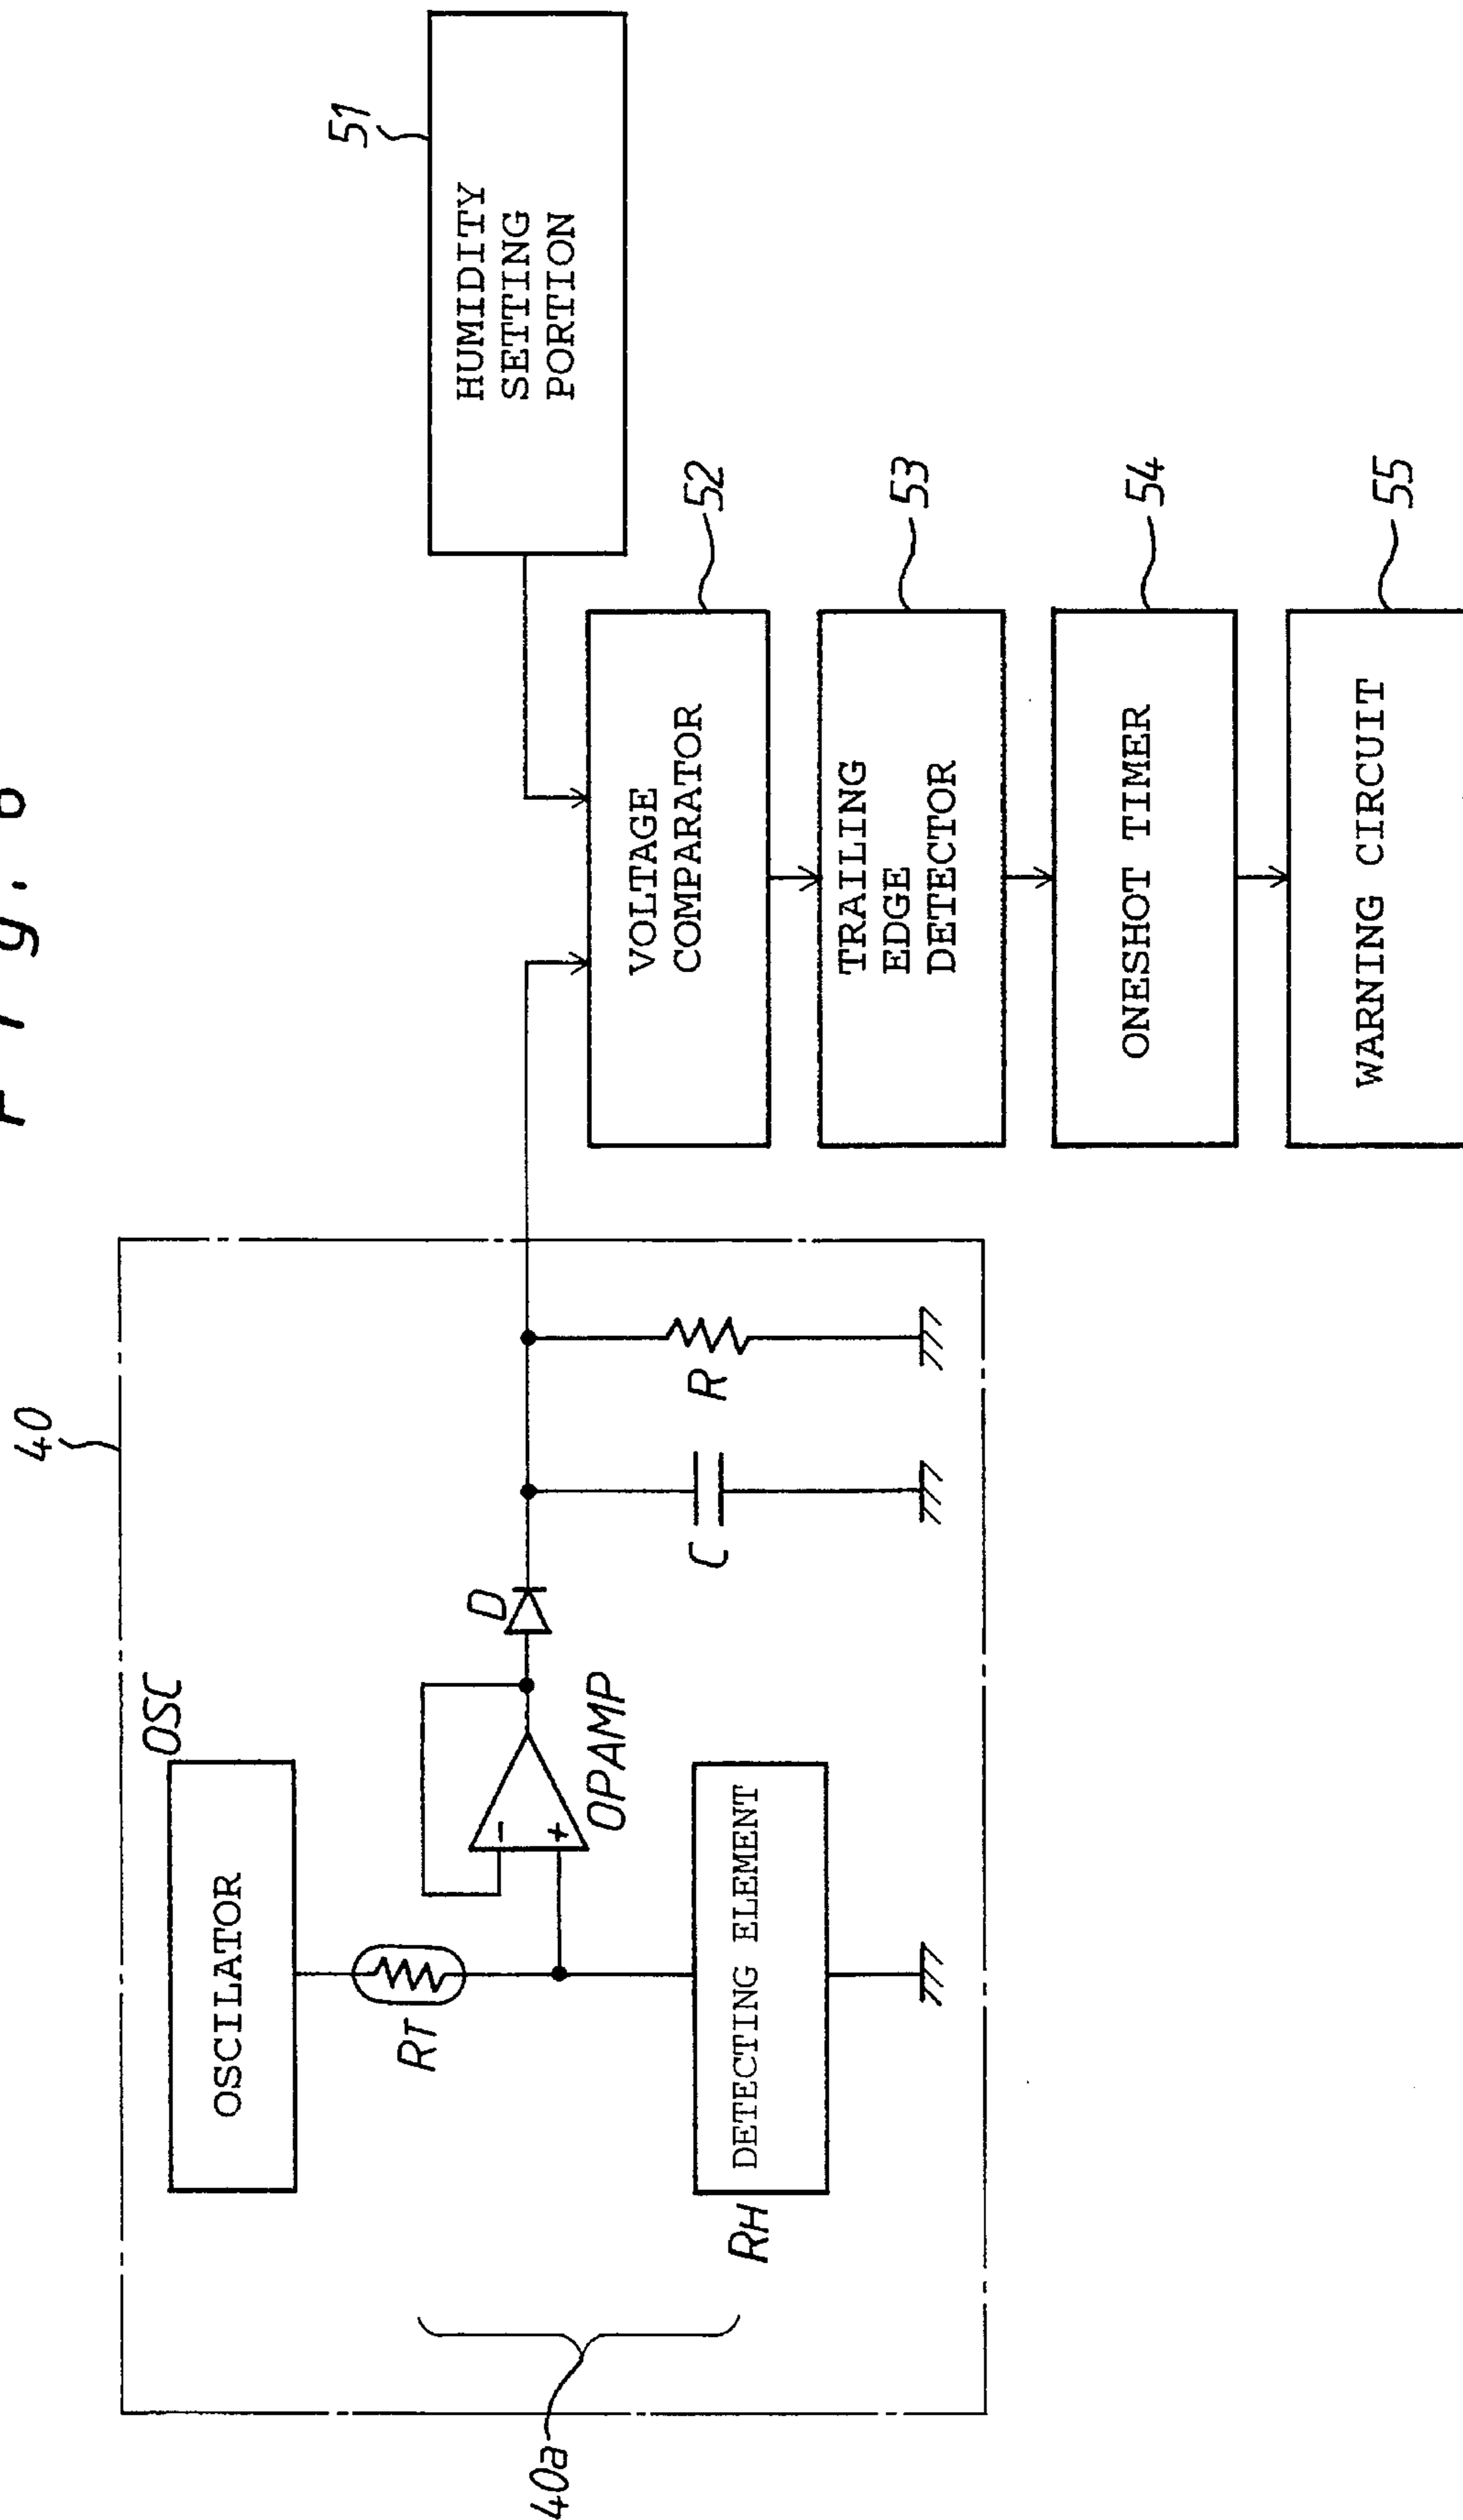 40
OSC
OSCILATOR
RT
D
OPAMP
C
R
DETECTING ELEMENT
RH
40a
51
HUMIDITY
SETTING
PORTION
52
VOLTAGE
COMPARATOR
53
TRAILING
EDGE
DETECTOR
54
ONESHOT TIMER
55
WARNING CIRCUIT